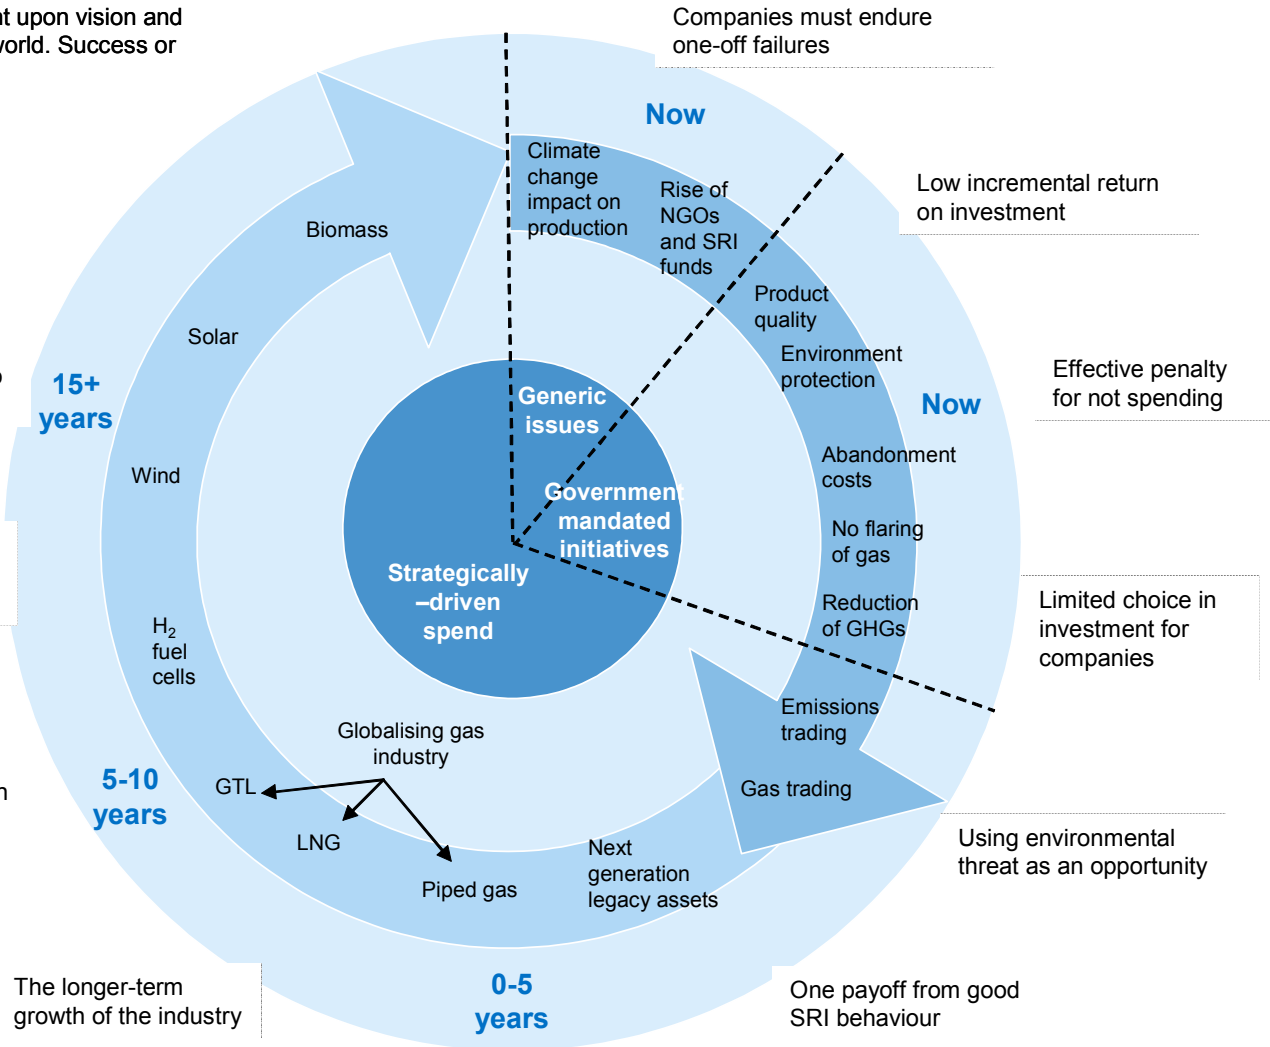 nt upon vision and
world. Success or
Companies must endure
one-off failures
Now
Climate
change
impact on
production
Rise of
NGOs
and SRI
funds
Low incremental return
on investment
Biomass
Product
quality
Solar
Environment
protection
Effective penalty
for not spending
15+
years
Now
Generic
issues
Abandonment
costs
Wind
Government
mandated
initiatives
No flaring
of gas
Strategically
–driven
spend
Reduction
of GHGs
Limited choice in
investment for
companies
H₂
fuel
cells
Emissions
trading
Globalising gas
industry
5-10
years
GTL
Gas trading
LNG
Piped gas
Next
generation
legacy assets
Using environmental
threat as an opportunity
The longer-term
growth of the industry
0-5
years
One payoff from good
SRI behaviour